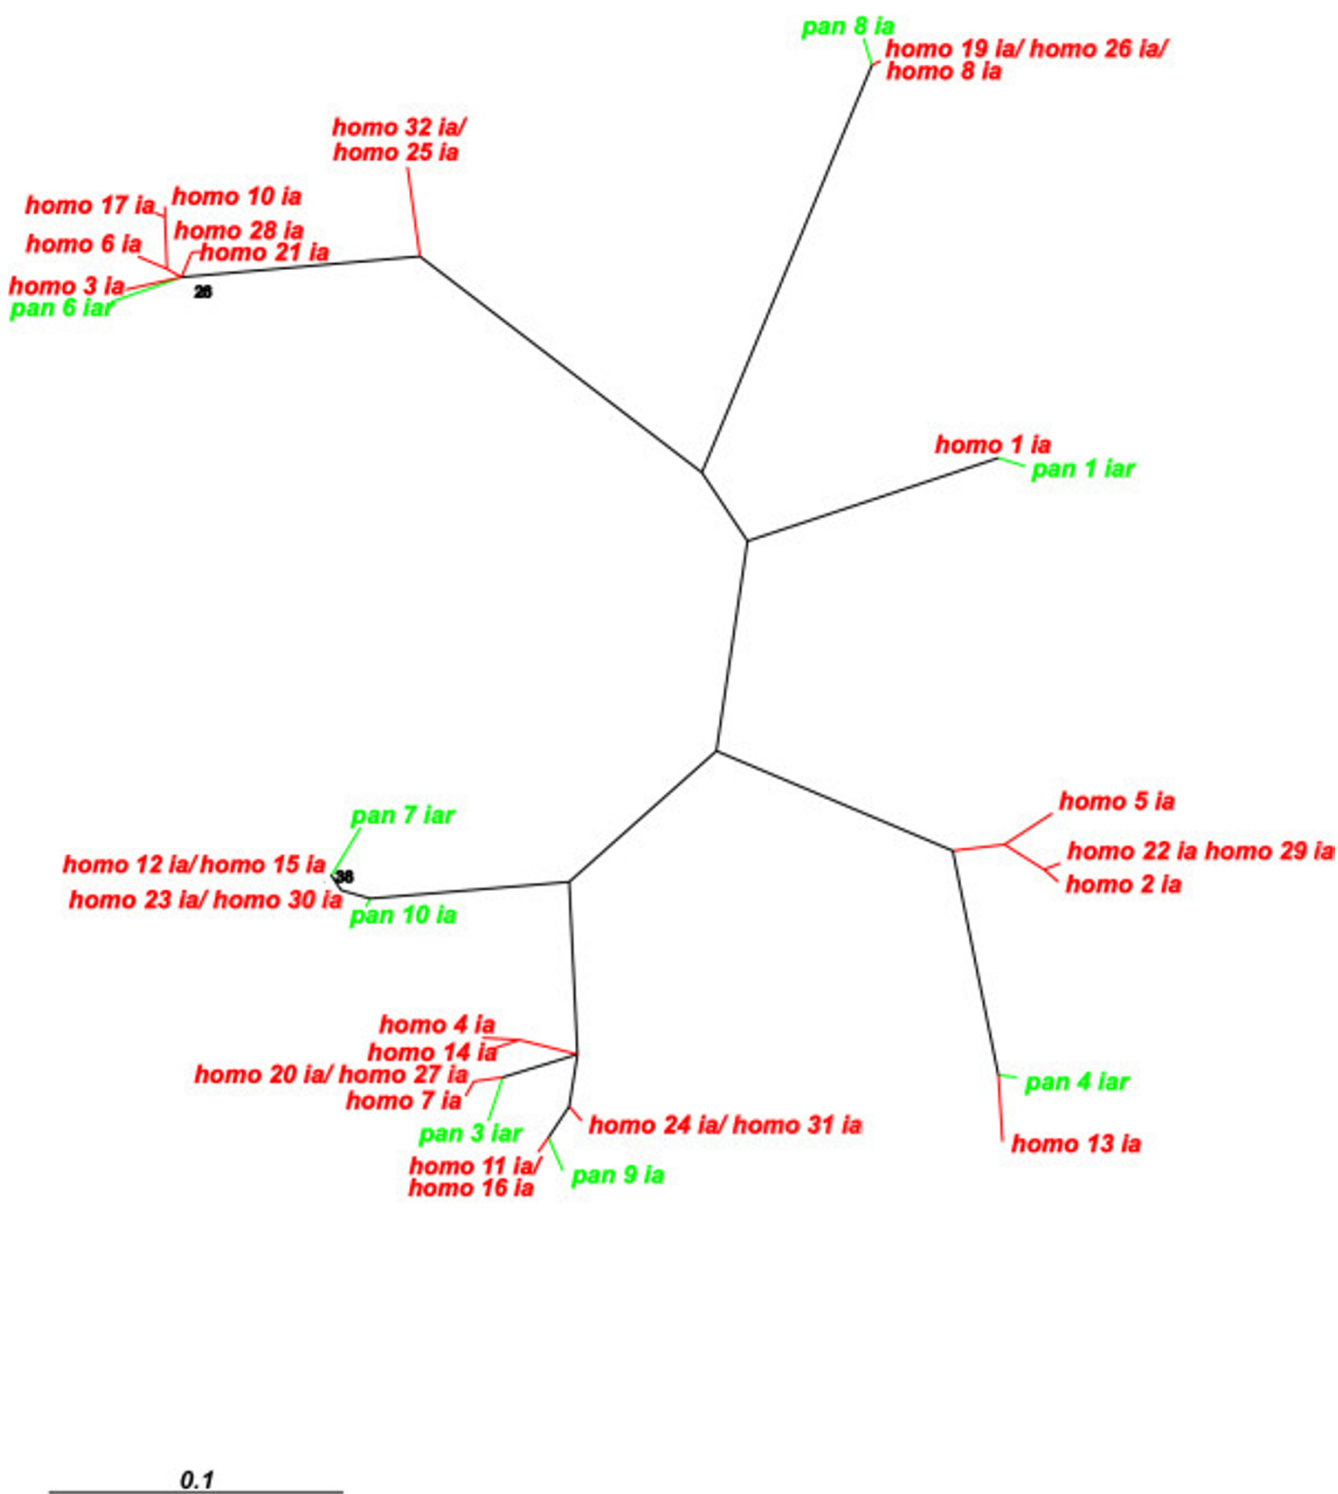 pan 8 ia
homo 19 ia/ homo 26 ia/
homo 8 ia
homo 32 ia/
homo 25 ia
homo 17 ia
homo 10 ia
homo 28 ia
homo 6 ia
homo 21 ia
homo 3 ia
pan 6 iar
26
homo 1 ia
pan 1 iar
homo 5 ia
pan 7 iar
homo 22 ia homo 29 ia
homo 12 ia/ homo 15 ia
38
homo 2 ia
homo 23 ia/ homo 30 ia
pan 10 ia
homo 4 ia
homo 14 ia
homo 20 ia/ homo 27 ia
pan 4 iar
homo 7 ia
homo 24 ia/ homo 31 ia
pan 3 iar
homo 13 ia
homo 11 ia/
homo 16 ia
pan 9 ia
0.1